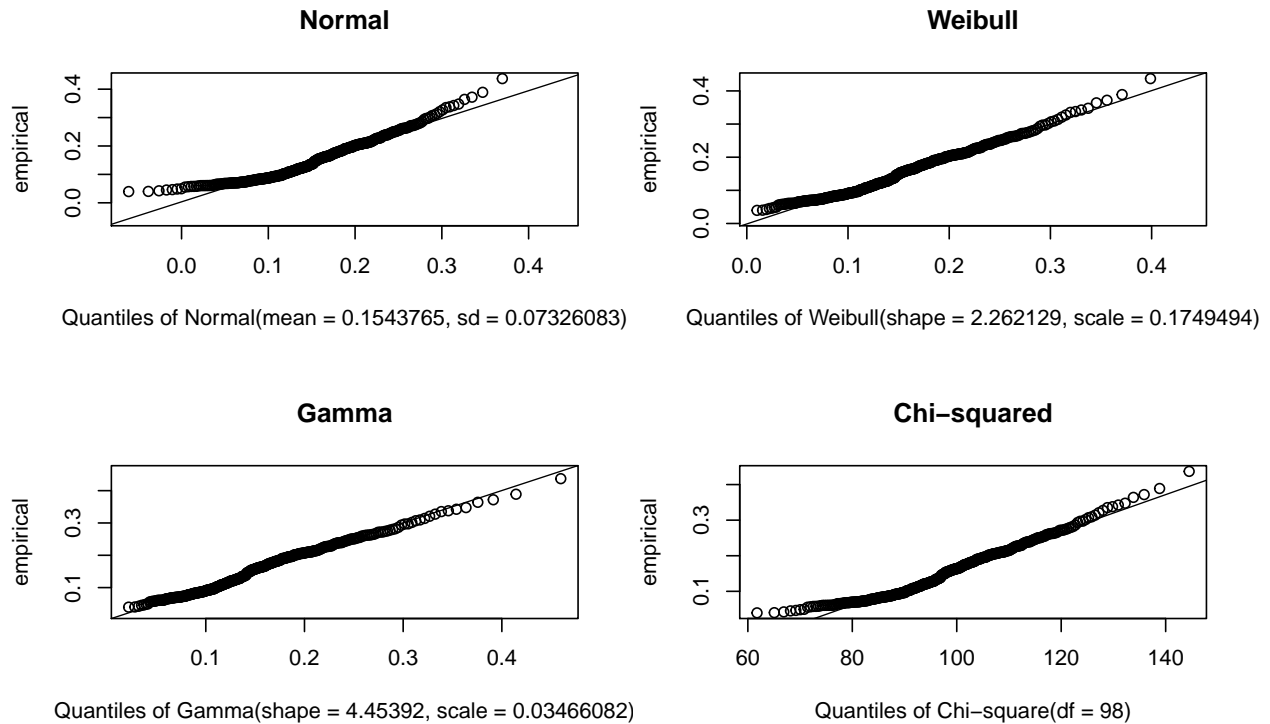 Normal
empirical
0.0 0.2 0.4
0.0 0.1 0.2 0.3 0.4
Quantiles of Normal(mean = 0.1543765, sd = 0.07326083)
Weibull
empirical
0.0 0.2 0.4
0.0 0.1 0.2 0.3 0.4
Quantiles of Weibull(shape = 2.262129, scale = 0.1749494)
Gamma
empirical
0.1 0.3
0.1 0.2 0.3 0.4
Quantiles of Gamma(shape = 4.45392, scale = 0.03466082)
Chi−squared
empirical
0.1 0.3
60 80 100 120 140
Quantiles of Chi−square(df = 98)